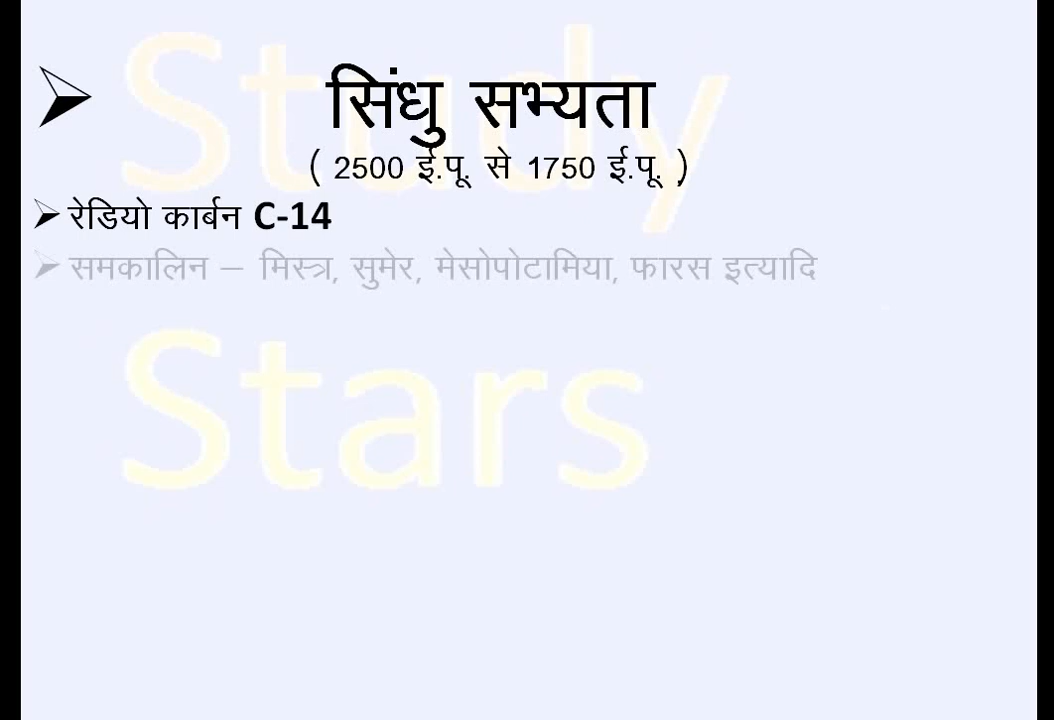 Study
➢ सिंधु सभ्यता
( 2500 ई.पू. से 1750 ई.पू. )
➢ रेडियो कार्बन C-14
➢ समकालिन – मिस्त्र, सुमेर, मेसोपोटामिया, फारस इत्यादि
Stars